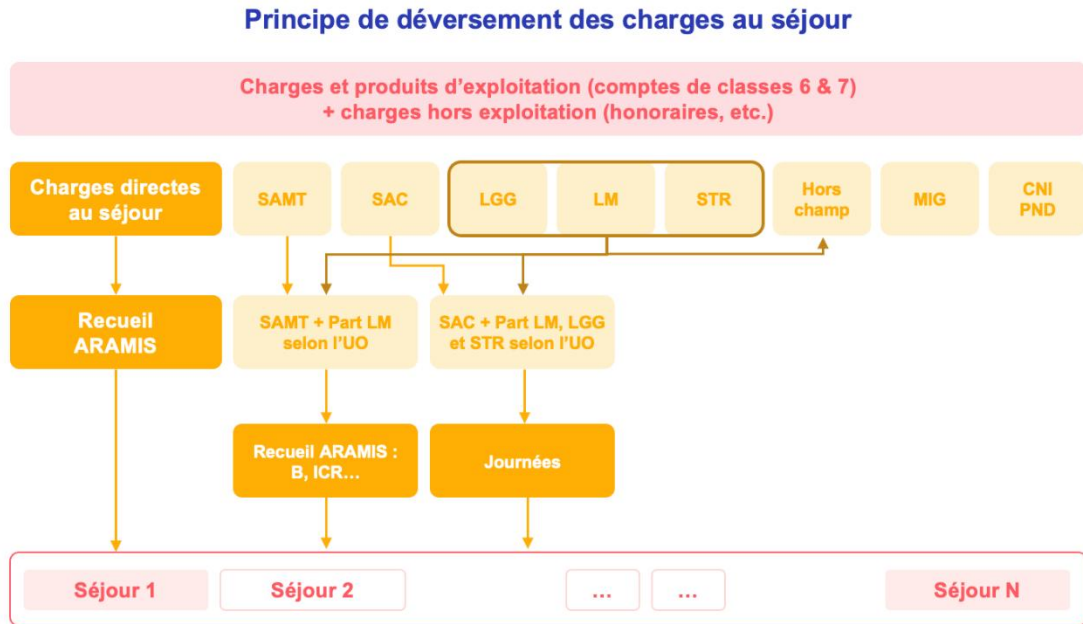 Principe de déversement des charges au séjour
Charges et produits d’exploitation (comptes de classes 6 & 7)
+ charges hors exploitation (honoraires, etc.)
Charges directes
au séjour
SAMT
SAC
LGG
LM
STR
Hors
champ
MIG
CNI
PND
Recueil
ARAMIS
SAMT + Part LM
selon l’UO
SAC + Part LM, LGG
et STR selon l’UO
Recueil ARAMIS :
B, ICR…
Journées
Séjour 1
Séjour 2
…
…
Séjour N